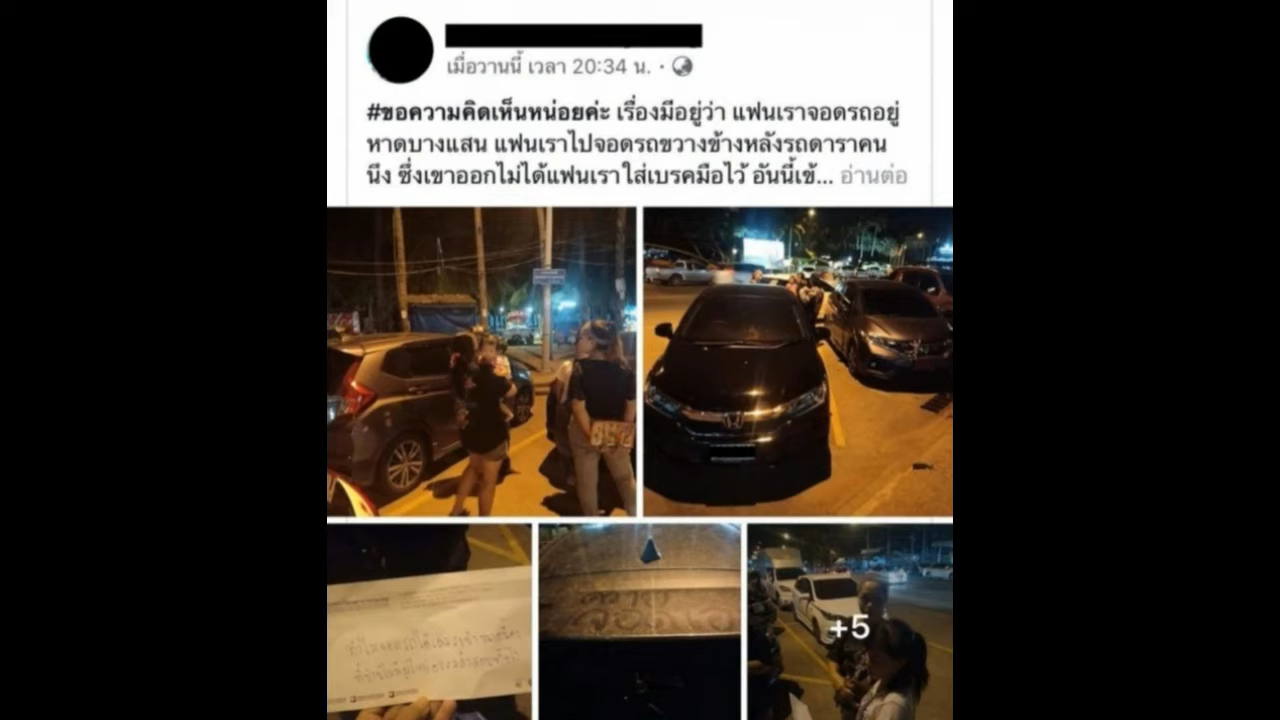 เมื่อวานนี้ เวลา 20:34 น. ·
#ขอความคิดเห็นหน่อยค่ะ เรื่องมีอยู่ว่า แฟนเราจอดรถอยู่
หาดบางแสน แฟนเราไปจอดรถขวางข้างหลังรถดาราคน
นึง ซึ่งเขาออกไม่ได้แฟนเราใส่เบรคมือไว้ อันนี้เข้... อ่านต่อ
+5